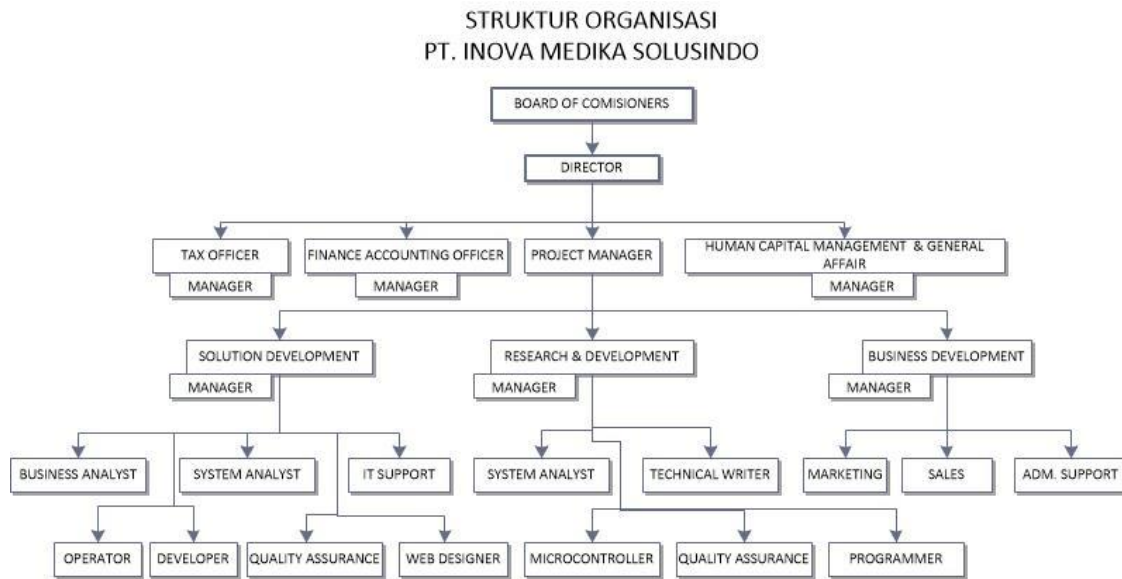 STRUKTUR ORGANISASI
PT. INOVA MEDIKA SOLUSINDO
BOARD OF COMISIONERS
DIRECTOR
TAX OFFICER
MANAGER
FINANCE ACCOUNTING OFFICER
MANAGER
PROJECT MANAGER
HUMAN CAPITAL MANAGEMENT & GENERAL
AFFAIR
MANAGER
SOLUTION DEVELOPMENT
MANAGER
RESEARCH & DEVELOPMENT
MANAGER
BUSINESS DEVELOPMENT
MANAGER
BUSINESS ANALYST
SYSTEM ANALYST
IT SUPPORT
SYSTEM ANALYST
TECHNICAL WRITER
MARKETING
SALES
ADM. SUPPORT
OPERATOR
DEVELOPER
QUALITY ASSURANCE
WEB DESIGNER
MICROCONTROLLER
QUALITY ASSURANCE
PROGRAMMER